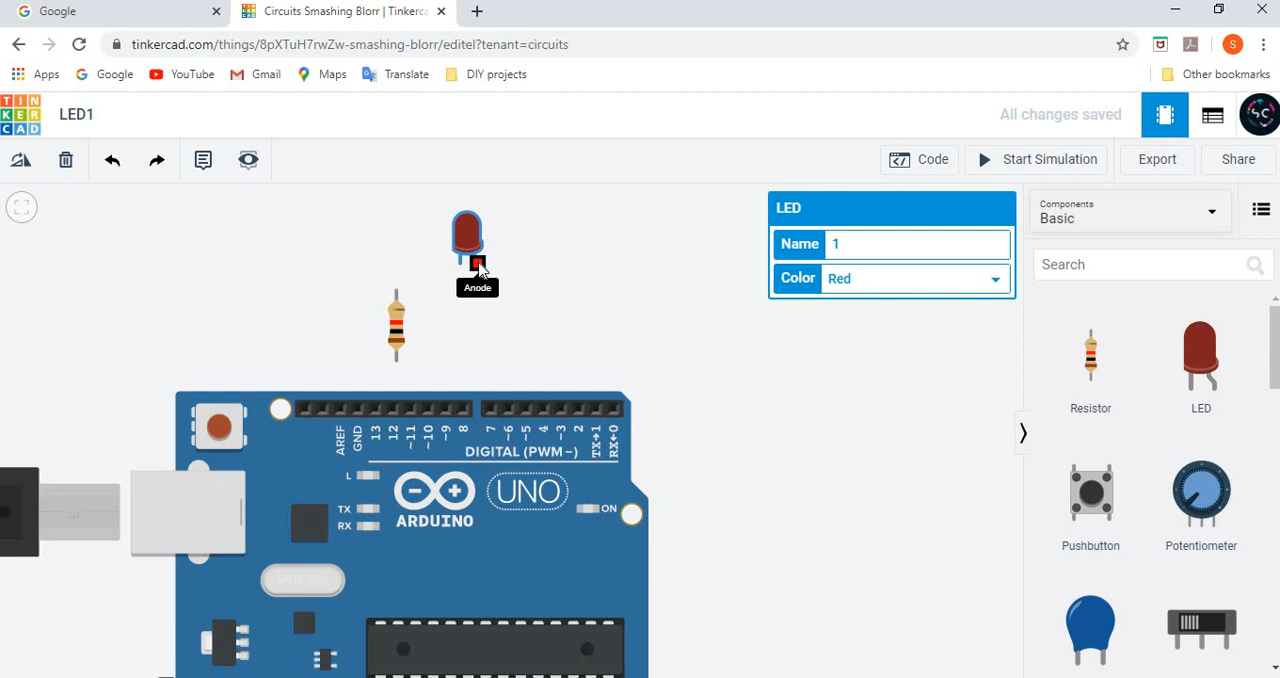 Google
Circuits Smashing Blorr | Tinkerca
tinkercad.com/things/8pXTuH7rwZw-smashing-blorr/editel?tenant=circuits
S
Apps
Google
YouTube
Gmail
Maps
Translate
DIY projects
Other bookmarks
TIN
KER
CAD
LED1
All changes saved
SC
Code
Start Simulation
Export
Share
LED
Name
1
Color
Red
Anode
Components
Basic
Search
Resistor
LED
Pushbutton
Potentiometer
AREF
GND
13
12
~11
~10
~9
8
7
~6
~5
4
~3
2
TX→1
RX←0
DIGITAL (PWM~)
L
TX
RX
ARDUINO
UNO
ON